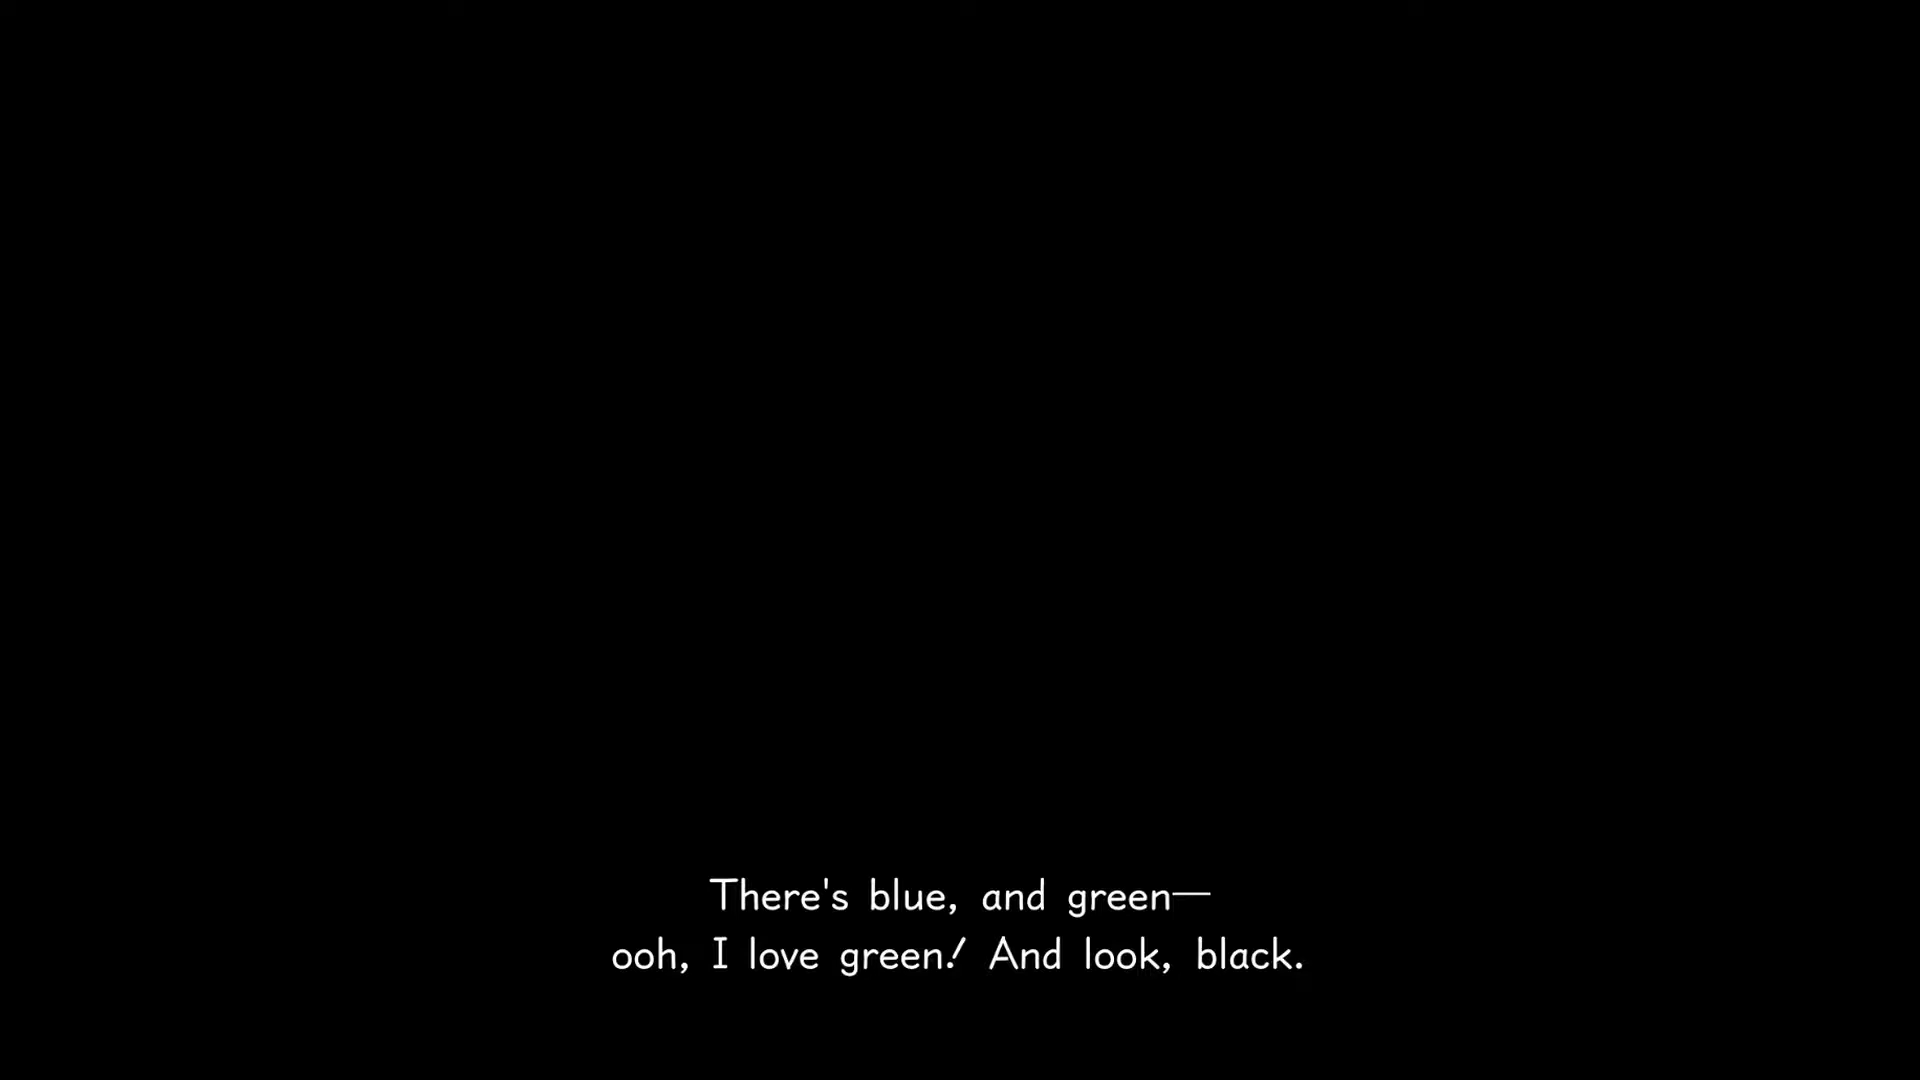 There's blue, and green—
ooh, I love green! And look, black.